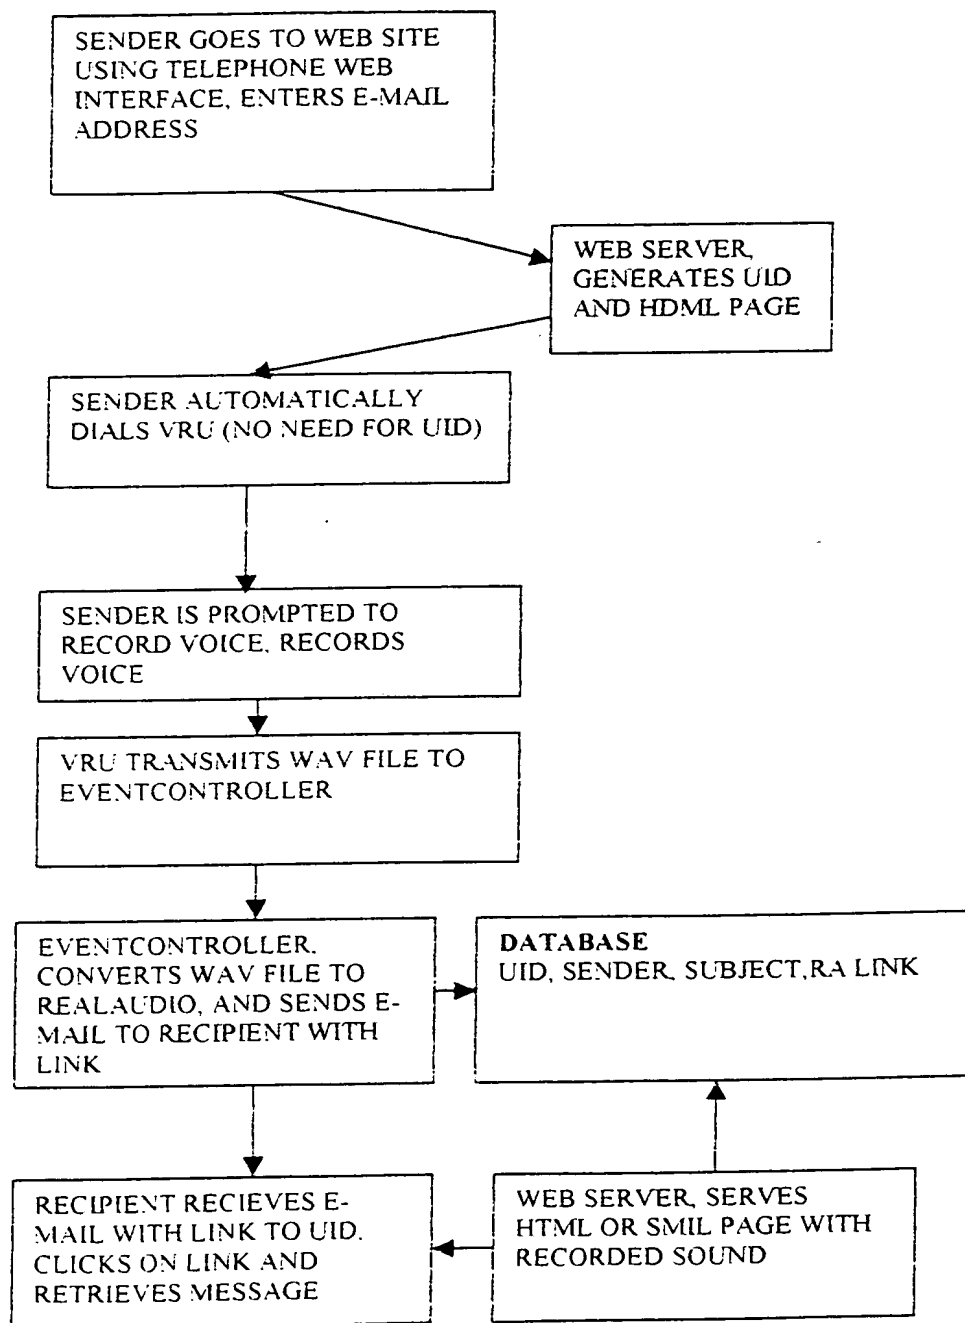 SENDER GOES TO WEB SITE
USING TELEPHONE WEB
INTERFACE, ENTERS E-MAIL
ADDRESS
WEB SERVER,
GENERATES UID
AND HDML PAGE
SENDER AUTOMATICALLY
DIALS VRU (NO NEED FOR UID)
SENDER IS PROMPTED TO
RECORD VOICE, RECORDS
VOICE
VRU TRANSMITS WAV FILE TO
EVENTCONTROLLER
EVENTCONTROLLER,
CONVERTS WAV FILE TO
REALAUDIO, AND SENDS E-
MAIL TO RECIPIENT WITH
LINK
DATABASE
UID, SENDER, SUBJECT,RA LINK
RECIPIENT RECIEVES E-
MAIL WITH LINK TO UID.
CLICKS ON LINK AND
RETRIEVES MESSAGE
WEB SERVER, SERVES
HTML OR SMIL PAGE WITH
RECORDED SOUND